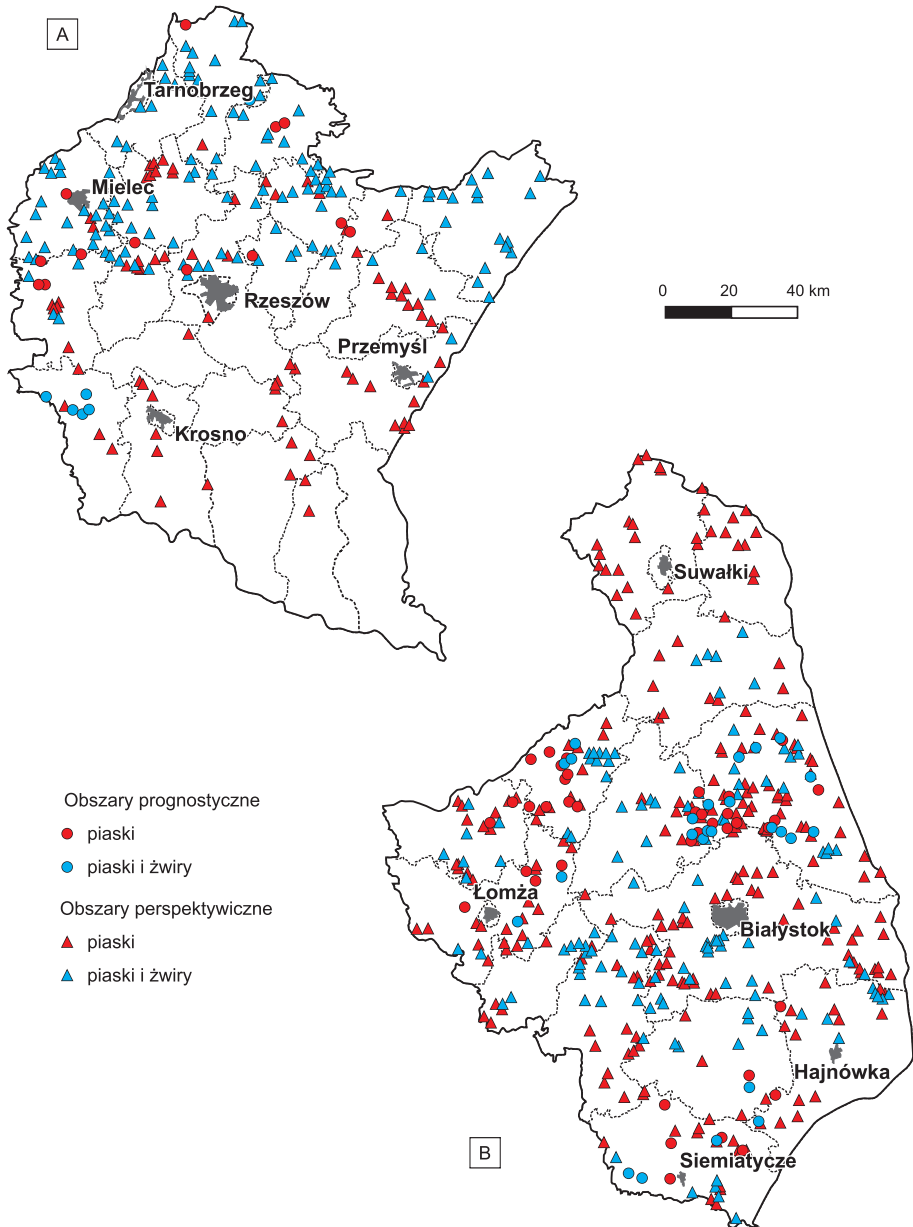 A
Tarnobrzeg
Mielec
Rzeszów
0 20 40 km
Przemyśl
Krosno
Suwałki
Obszary prognostyczne
piaski
piaski i żwiry
Obszary perspektywiczne
piaski
piaski i żwiry
Łomża
Białystok
Hajnówka
B
Siemiatycze